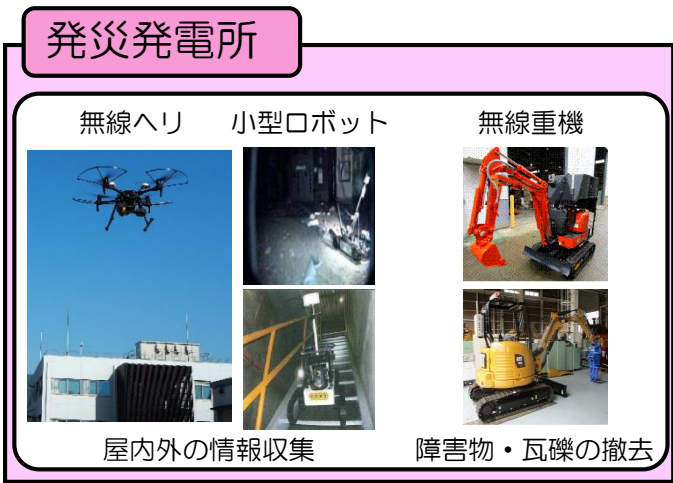 発災発電所
無線ヘリ
小型ロボット
無線重機
屋内外の情報収集
障害物・瓦礫の撤去